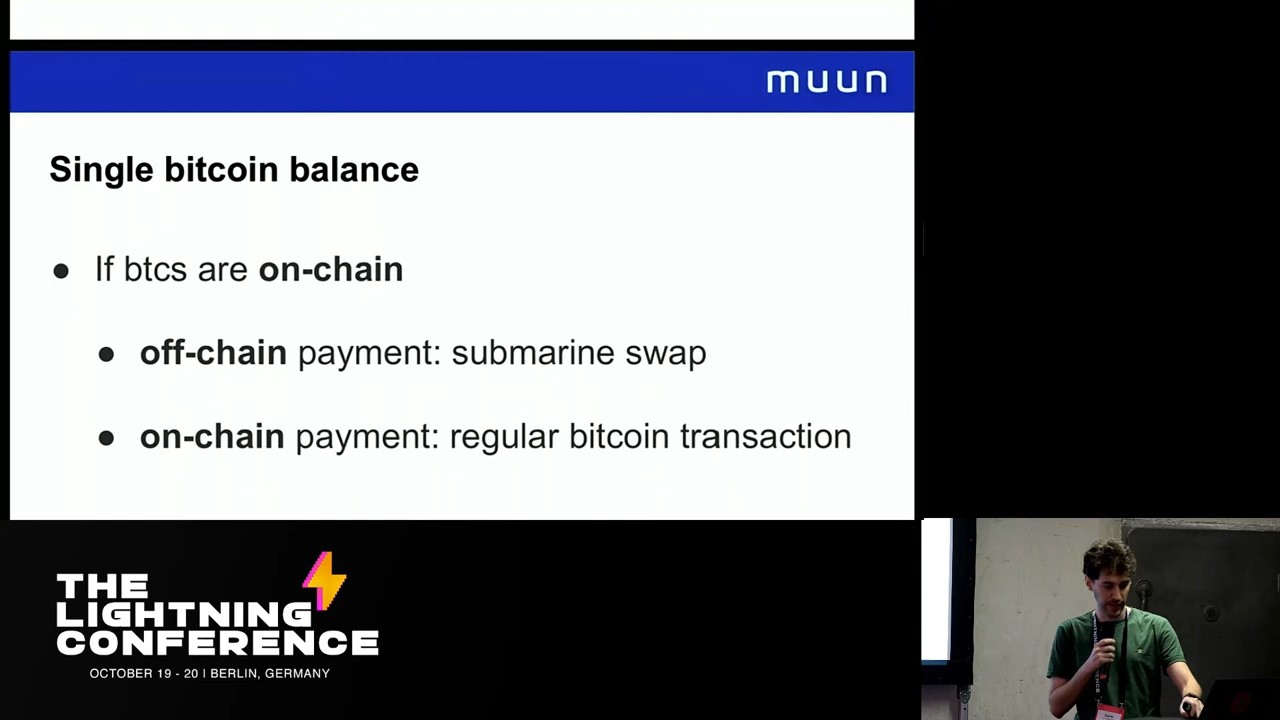 muun
Single bitcoin balance
● If btcs are on-chain
● off-chain payment: submarine swap
● on-chain payment: regular bitcoin transaction
THE
LIGHTNING
CONFERENCE
OCTOBER 19 - 20 | BERLIN, GERMANY